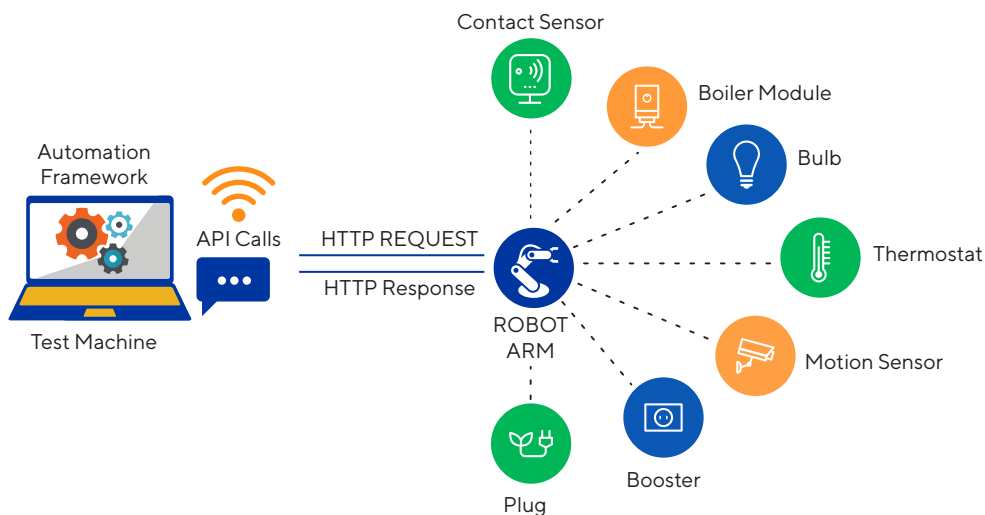 Contact Sensor
Boiler Module
Automation
Framework
Bulb
API Calls
HTTP REQUEST
Thermostat
HTTP Response
ROBOT
ARM
Test Machine
Motion Sensor
Booster
Plug